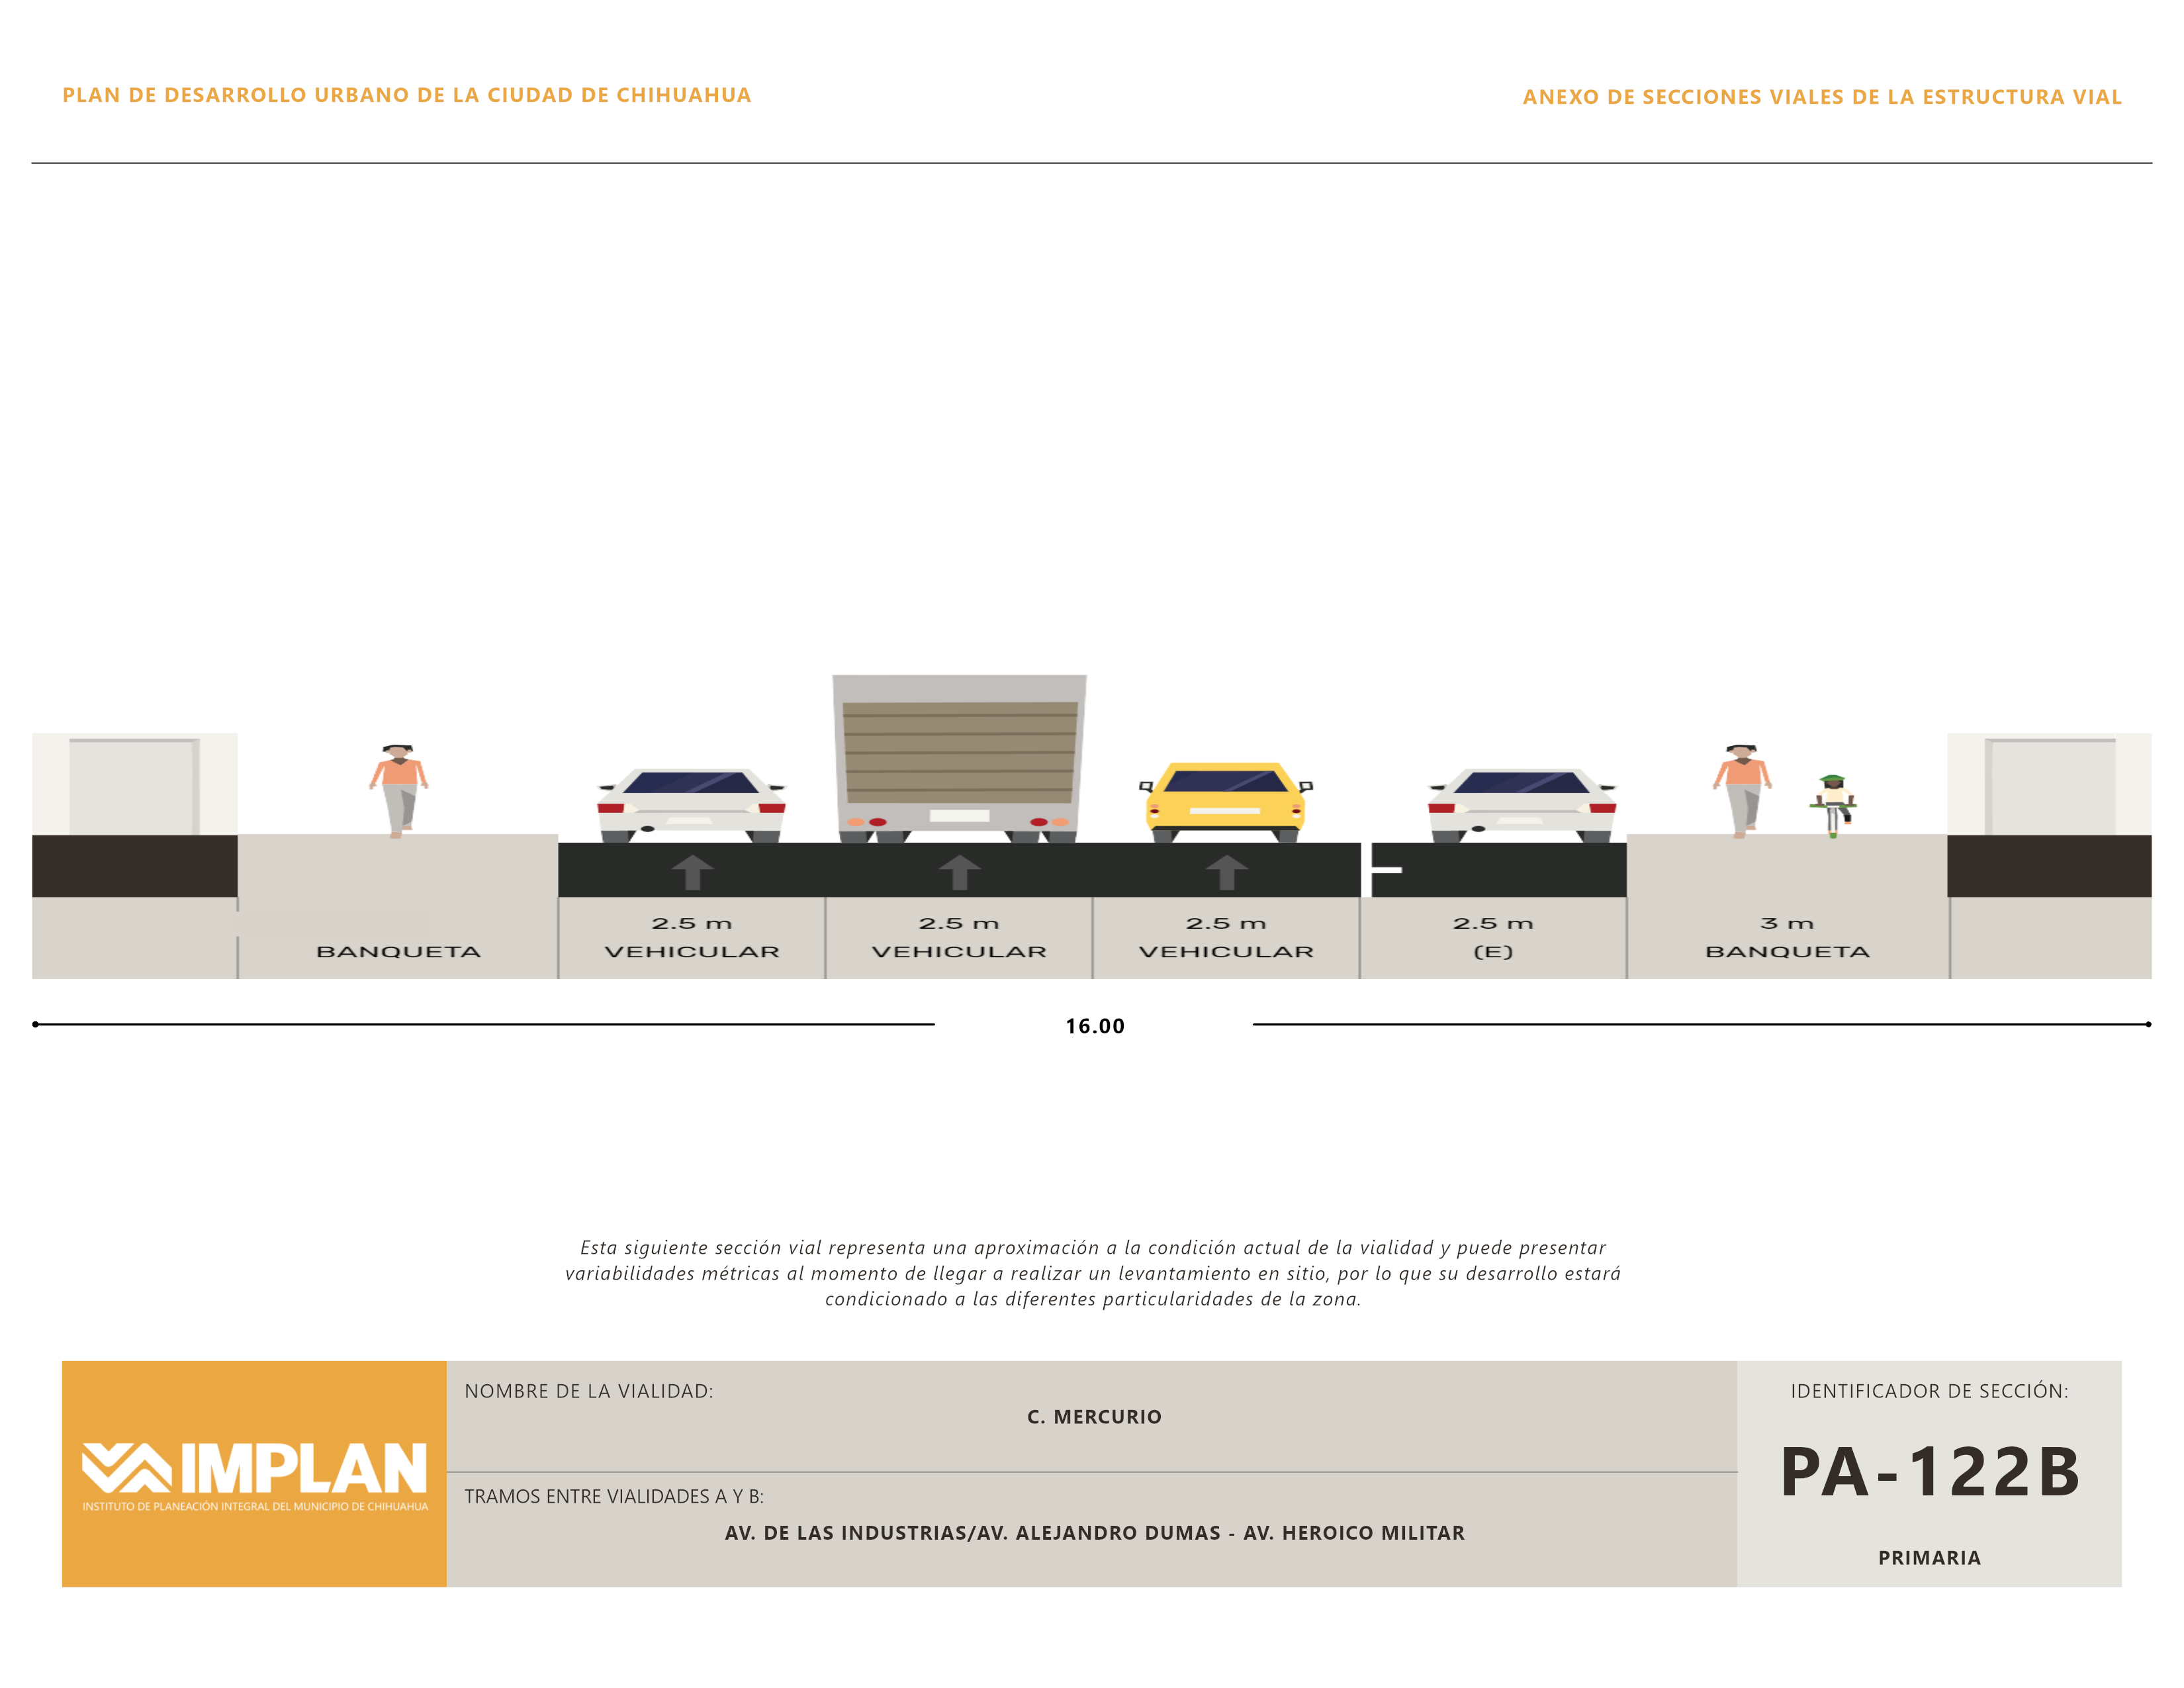 PLAN DE DESARROLLO URBANO DE LA CIUDAD DE CHIHUAHUA
ANEXO DE SECCIONES VIALES DE LA ESTRUCTURA VIAL
BANQUETA
2.5 m
VEHICULAR
2.5 m
VEHICULAR
2.5 m
VEHICULAR
2.5 m
(E)
3 m
BANQUETA
16.00
Esta siguiente sección vial representa una aproximación a la condición actual de la vialidad y puede presentar
variabilidades métricas al momento de llegar a realizar un levantamiento en sitio, por lo que su desarrollo estará
condicionado a las diferentes particularidades de la zona.
IMPLAN
INSTITUTO DE PLANEACIÓN INTEGRAL DEL MUNICIPIO DE CHIHUAHUA
NOMBRE DE LA VIALIDAD:
C. MERCURIO
TRAMOS ENTRE VIALIDADES A Y B:
AV. DE LAS INDUSTRIAS/AV. ALEJANDRO DUMAS - AV. HEROICO MILITAR
IDENTIFICADOR DE SECCIÓN:
PA-122B
PRIMARIA